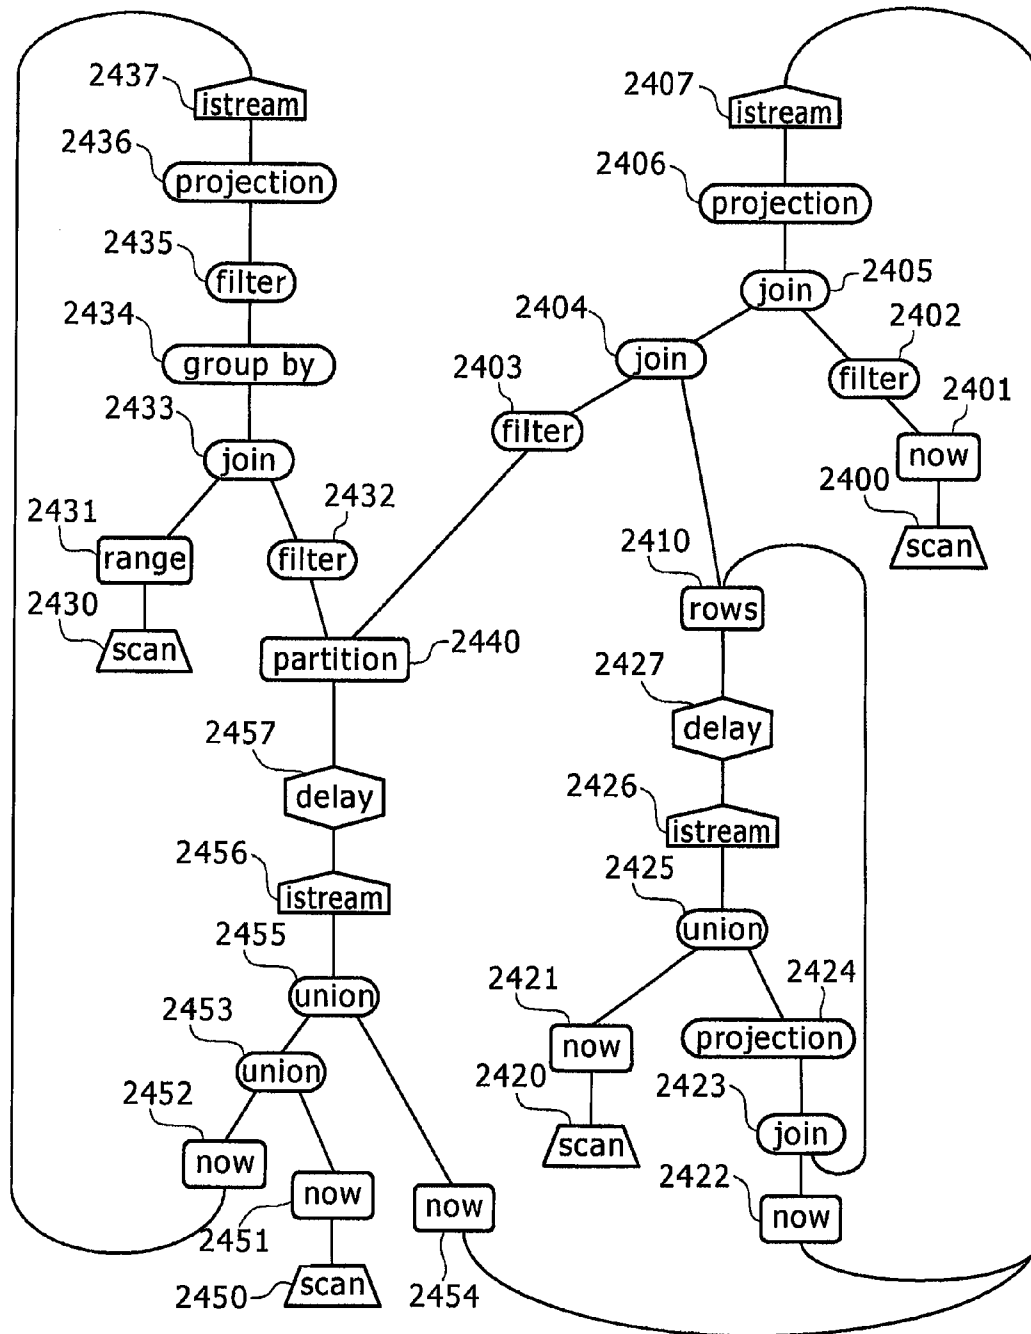 2437
istream
2407
istream
2436
projection
2406
projection
2435
filter
2405
join
2434
group by
2404
join
2402
filter
2403
filter
2401
now
2433
join
2400
scan
2431
range
2432
filter
2410
rows
2430
scan
partition
2440
2427
delay
2457
delay
2426
istream
2456
istream
2425
union
2455
union
2421
now
2424
projection
2453
union
2420
scan
2423
join
2452
now
2422
now
now
2451
now
2454
2450
scan